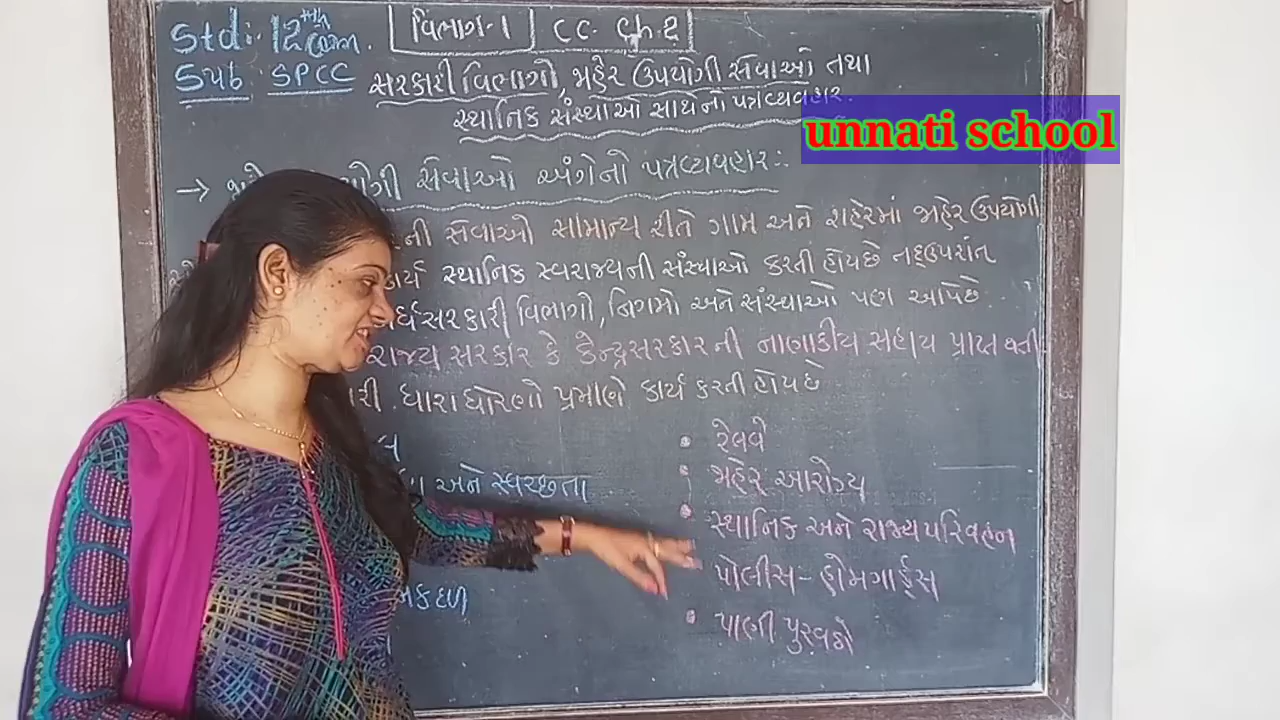 Std:- 12th Com.
વિભાગ-1
CC- Ch.2
Sub: SPCC
સરકારી વિભાગો, જાહેર ઉપયોગી સેવાઓ તથા
સ્થાનિક સંસ્થાઓ સાથેનો પત્રવ્યવહાર.
unnati school
→ સેવાઓ અંગેનો પત્રવ્યવહાર :-
સેવાઓ સામાન્ય રીતે ગામ અને શહેરમાં જાહેર ઉપયોગી
કાર્ય સ્થાનિક સ્વરાજ્યની સંસ્થાઓ કરતી હોય છે તદ્ઉપરાંત
અર્ધસરકારી વિભાગો, નિગમો અને સંસ્થાઓ પણ આપે છે
રાજ્ય સરકાર કે કેન્દ્રસરકારની નાણાકીય સહાય પ્રાપ્ત થતી
ધારાધોરણો પ્રમાણે કાર્ય કરતી હોય છે
અને સ્વચ્છતા
• રેલવે
• જાહેર આરોગ્ય
• સ્થાનિક અને રાજ્ય પરિવહન
પોલીસ - હોમગાર્ડ્સ
• પાણી પુરવઠો